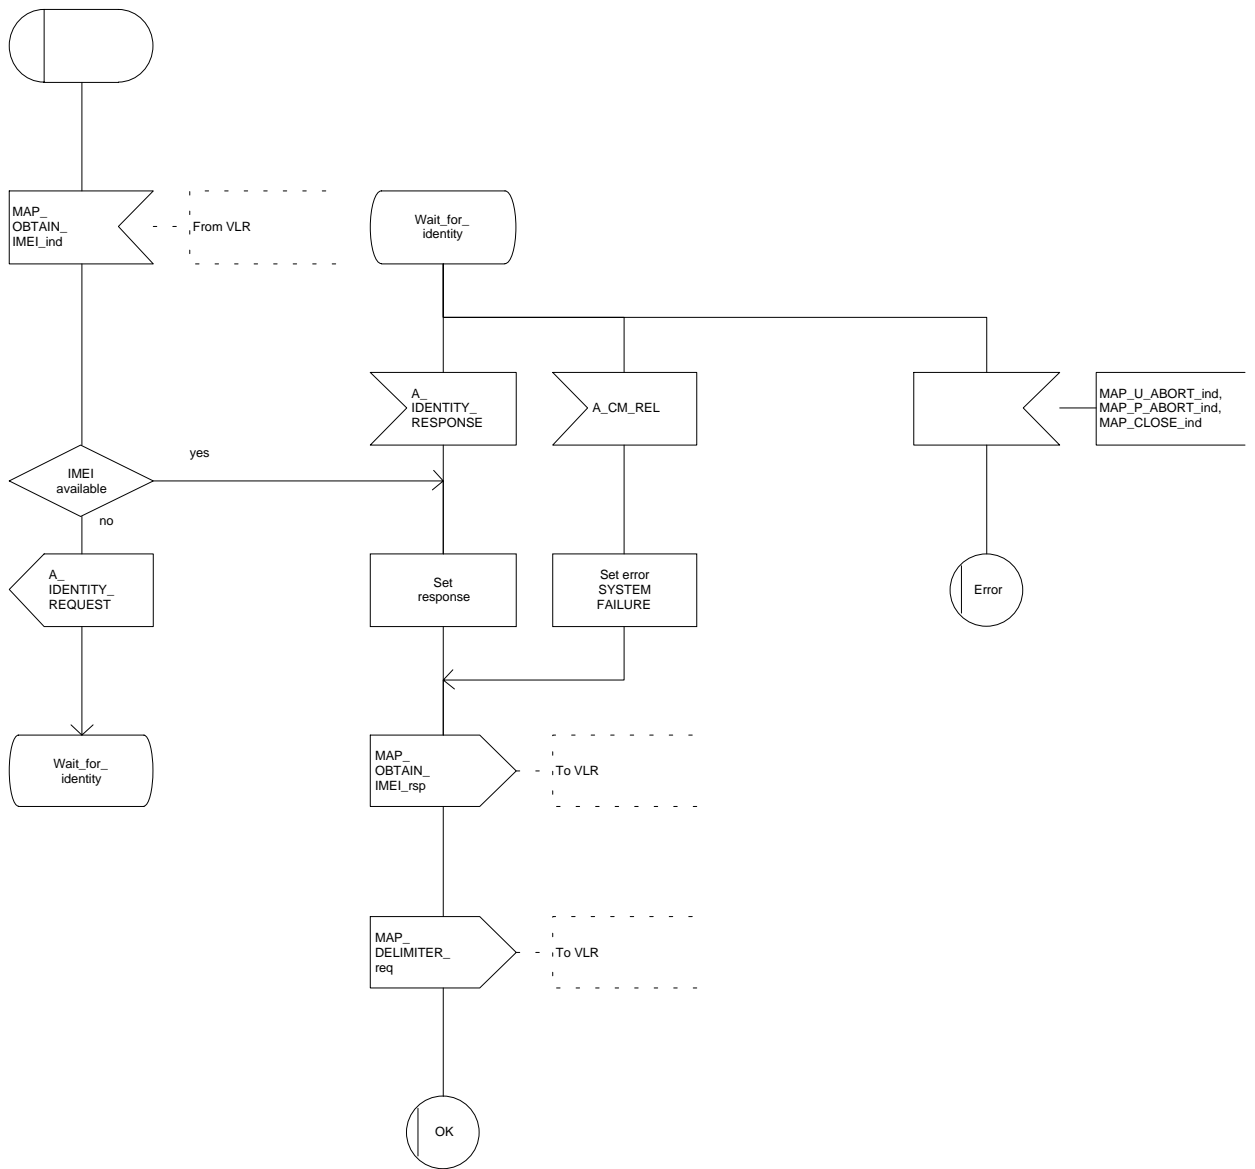 MAP_
OBTAIN_
IMEI_ind
From VLR
Wait_for_
identity
A_
IDENTITY_
RESPONSE
A_CM_REL
MAP_U_ABORT_ind,
MAP_P_ABORT_ind,
MAP_CLOSE_ind
IMEI
available
yes
no
A_
IDENTITY_
REQUEST
Set
response
Set error
SYSTEM
FAILURE
Error
Wait_for_
identity
MAP_
OBTAIN_
IMEI_rsp
To VLR
MAP_
DELIMITER_
req
To VLR
OK